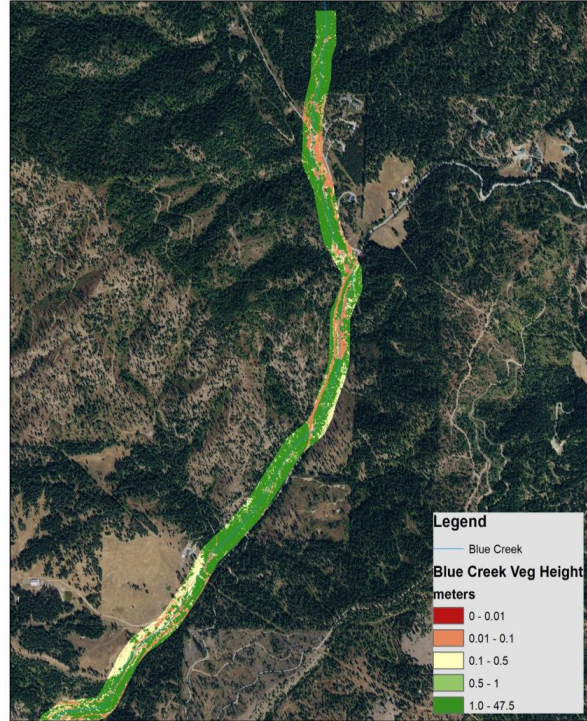 Legend
Blue Creek
Blue Creek Veg Height
meters
0 - 0.01
0.01 - 0.1
0.1 - 0.5
0.5 - 1
1.0 - 47.5